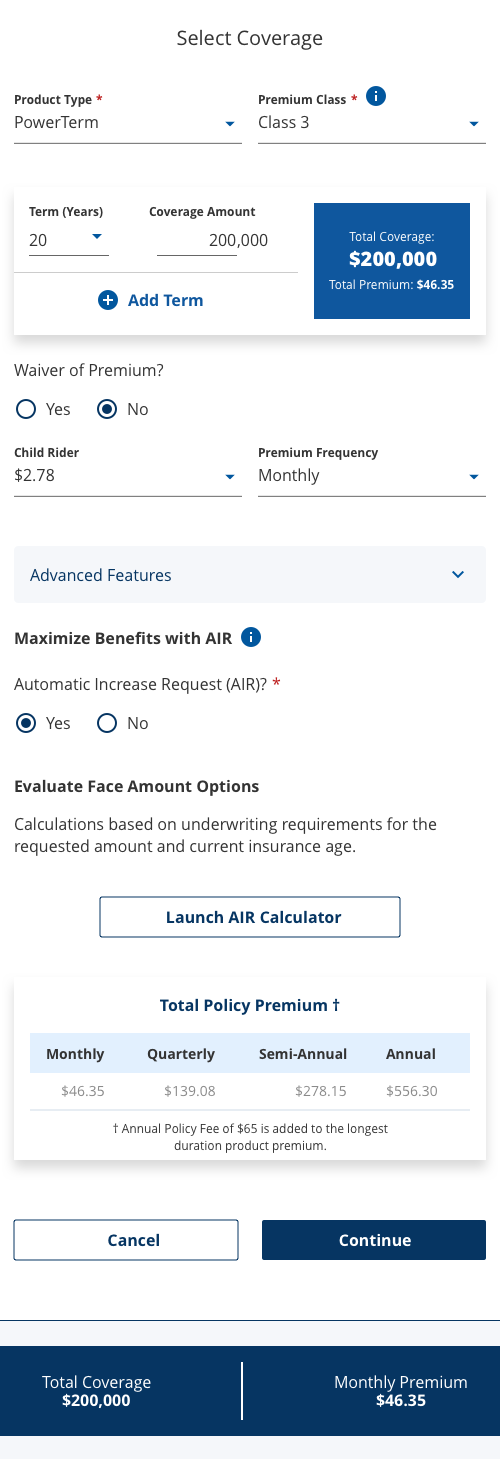 Select Coverage
Product Type *
Premium Class *
PowerTerm
Class 3
Term (Years)
Coverage Amount
20
200,000
Total Coverage:
$200,000
Total Premium: $46.35
Add Term
Waiver of Premium?
Yes
No
Child Rider
Premium Frequency
$2.78
Monthly
Advanced Features
Maximize Benefits with AIR
Automatic Increase Request (AIR)? *
Yes
No
Evaluate Face Amount Options
Calculations based on underwriting requirements for the
requested amount and current insurance age.
Launch AIR Calculator
Total Policy Premium †
Monthly Quarterly Semi-Annual Annual
$46.35 $139.08 $278.15 $556.30
† Annual Policy Fee of $65 is added to the longest
duration product premium.
Cancel
Continue
Total Coverage
$200,000
Monthly Premium
$46.35